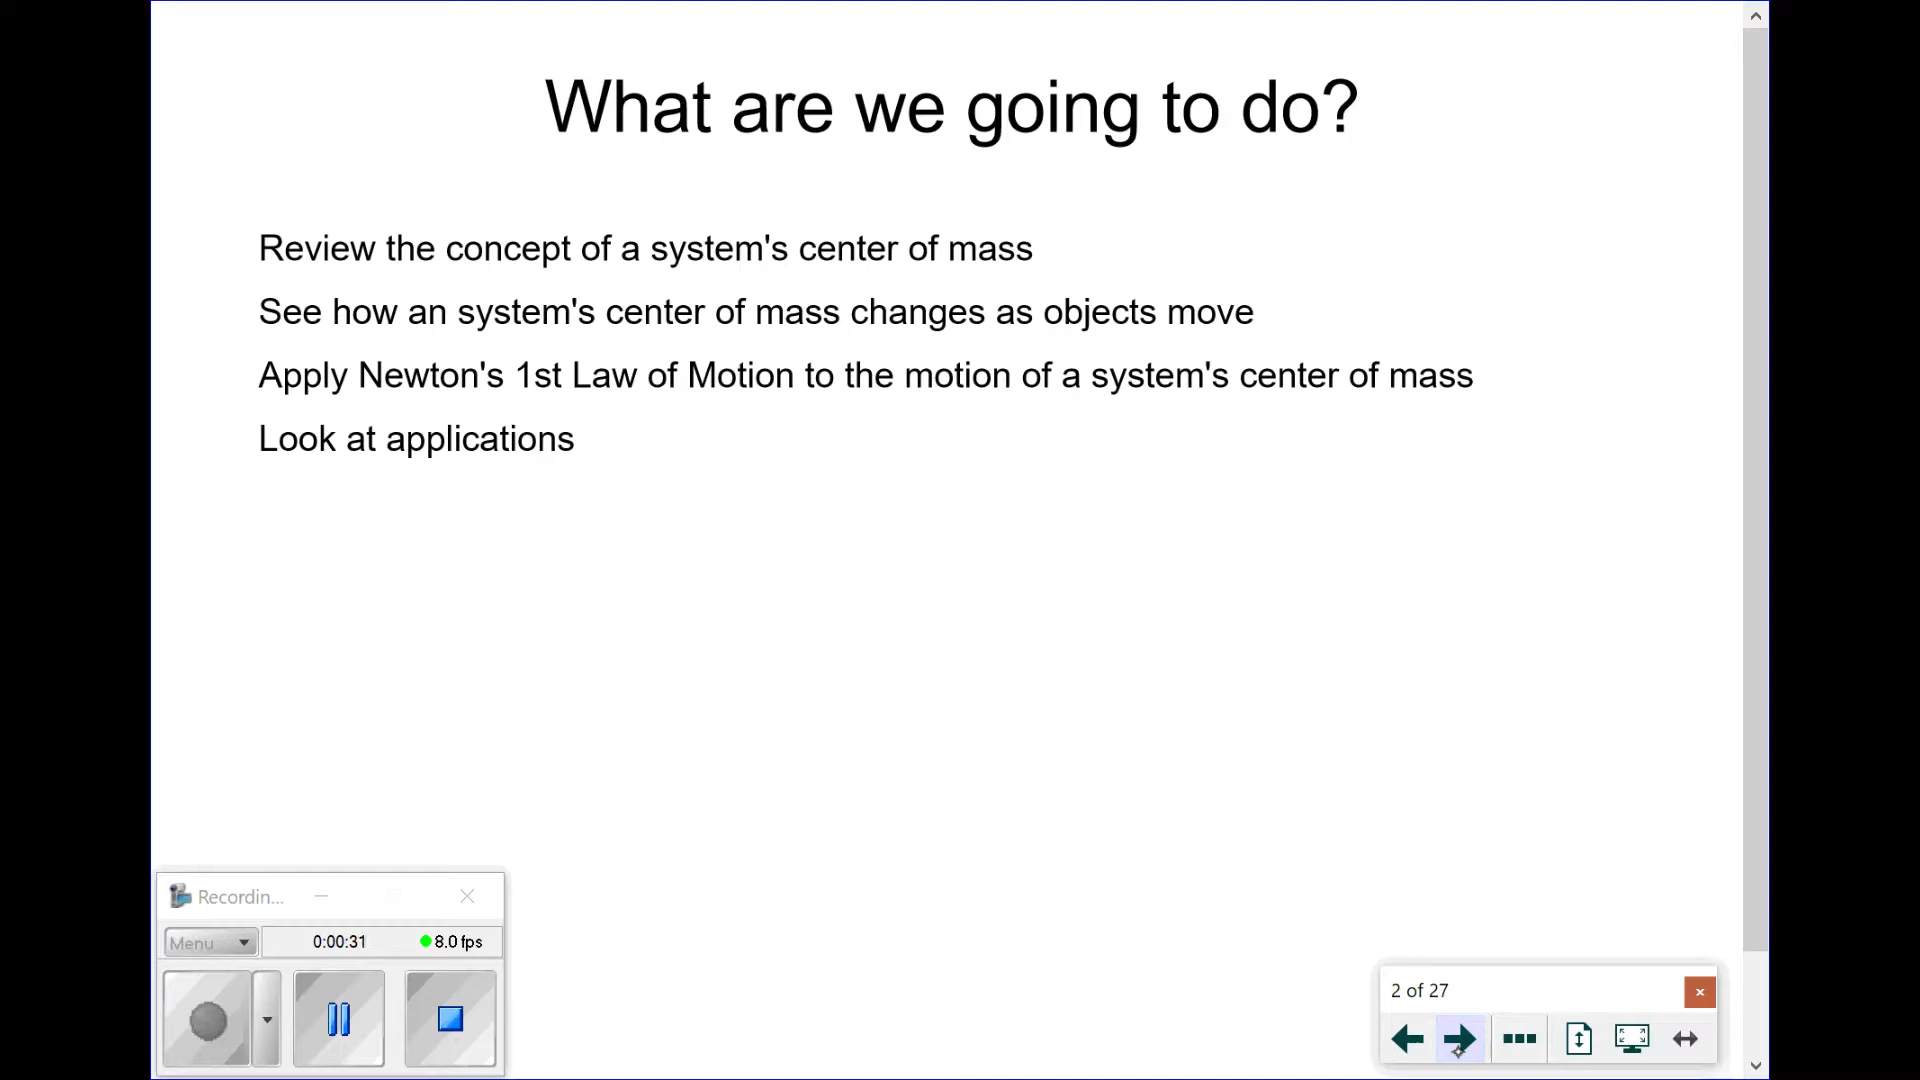 What are we going to do?
Review the concept of a system's center of mass
See how an system's center of mass changes as objects move
Apply Newton's 1st Law of Motion to the motion of a system's center of mass
Look at applications
Recordin...
Menu
0:00:31
8.0 fps
2 of 27